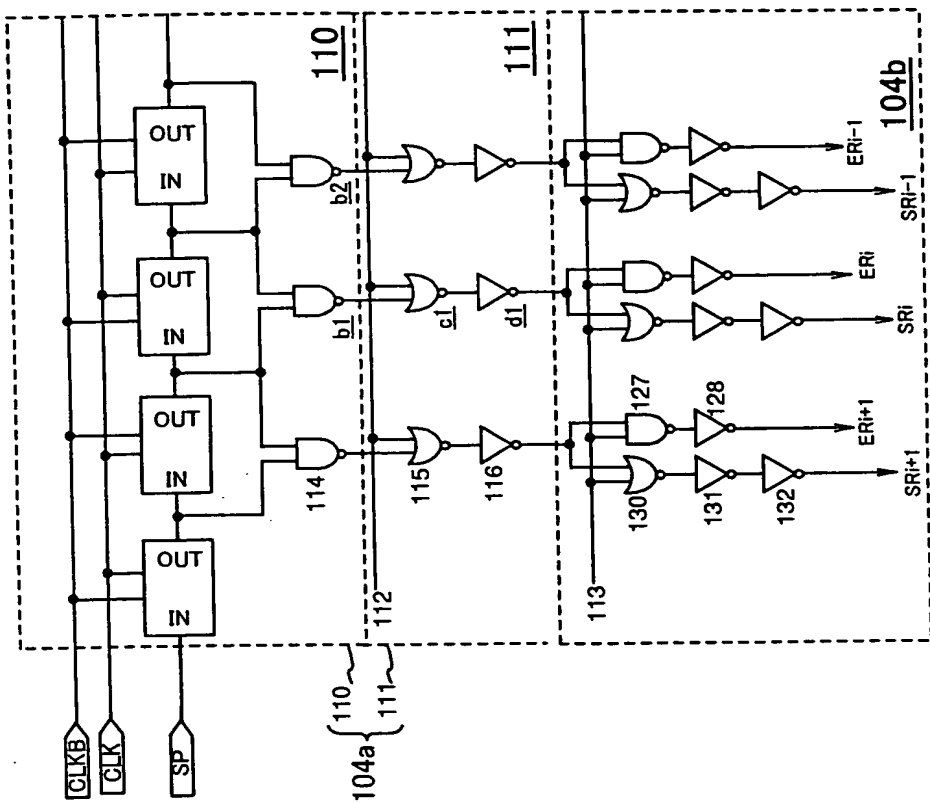 CLKB
CLK
SP
IN OUT
IN OUT
IN OUT
IN OUT
110
114
b1
b2
112
115
116
c1
d1
111
113
130
127
131
128
132
SRi+1
ERi+1
SRi
ERi
SRi-1
ERi-1
104b
104a
110
111